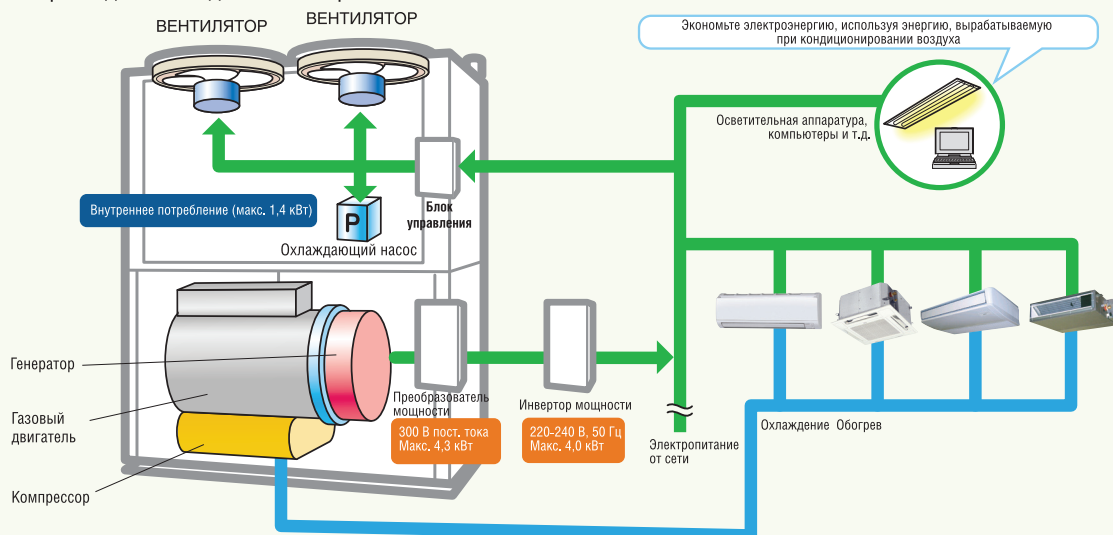 ВЕНТИЛЯТОР
ВЕНТИЛЯТОР
Экономьте электроэнергию, используя энергию, вырабатываемую
при кондиционировании воздуха
Осветительная аппаратура,
компьютеры и т.д.
Внутреннее потребление (макс. 1,4 кВт)
Блок
управления
P
Охлаждающий насос
Генератор
Газовый
двигатель
Компрессор
Преобразователь
мощности
300 В пост. тока
Макс. 4,3 кВт
Инвертор мощности
220-240 В, 50 Гц
Макс. 4,0 кВт
Электропитание
от сети
Охлаждение Обогрев